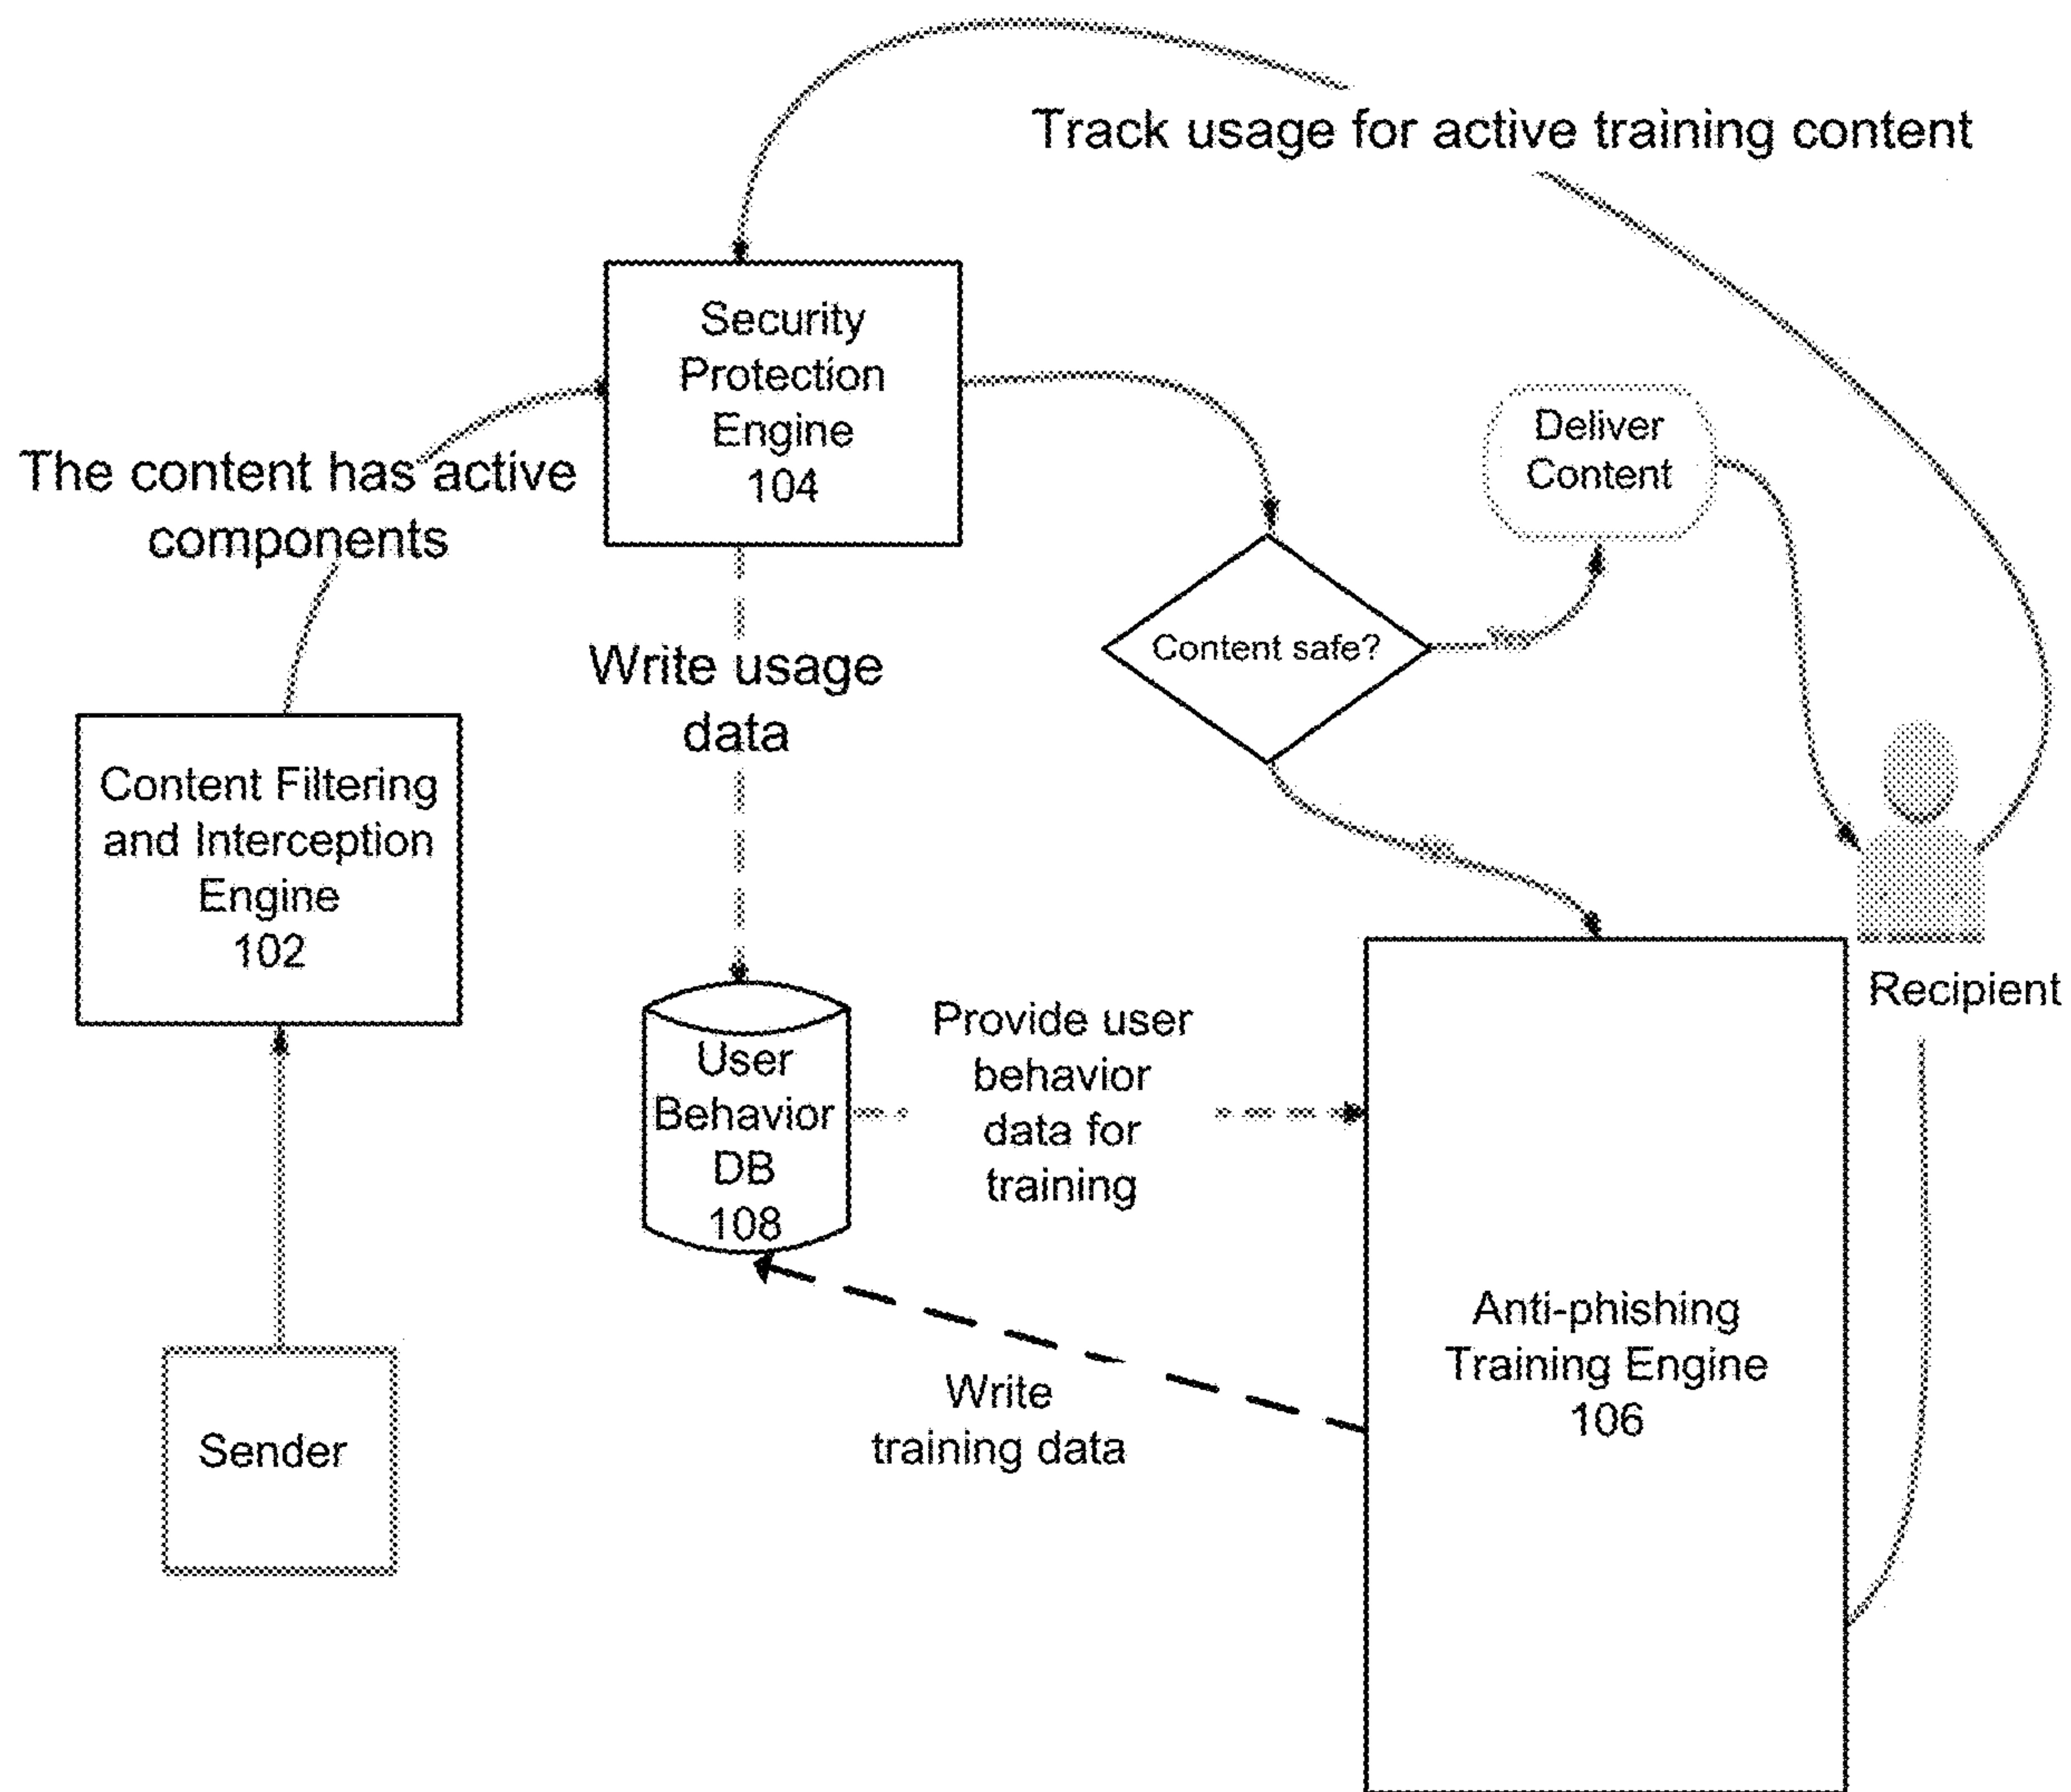 Track usage for active training content
Security
Protection
Engine
104
Deliver
Content
The content has active
components
Content safe?
Write usage
data
Content Filtering
and Interception
Engine
102
Recipient
User
Behavior
DB
108
Provide user
behavior
data for
training
Anti-phishing
Training Engine
106
Write
training data
Sender